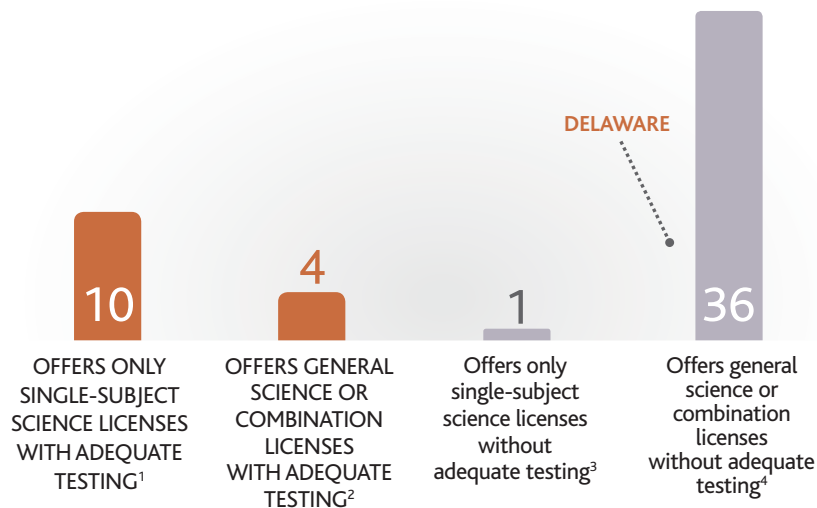 DELAWARE
10
4
1
36
OFFERS ONLY
SINGLE-SUBJECT
SCIENCE LICENSES
WITH ADEQUATE
TESTING¹
OFFERS GENERAL
SCIENCE OR
COMBINATION
LICENSES
WITH ADEQUATE
TESTING²
Offers only
single-subject
science licenses
without
adequate testing³
Offers general
science or
combination
licenses
without adequate
testing⁴